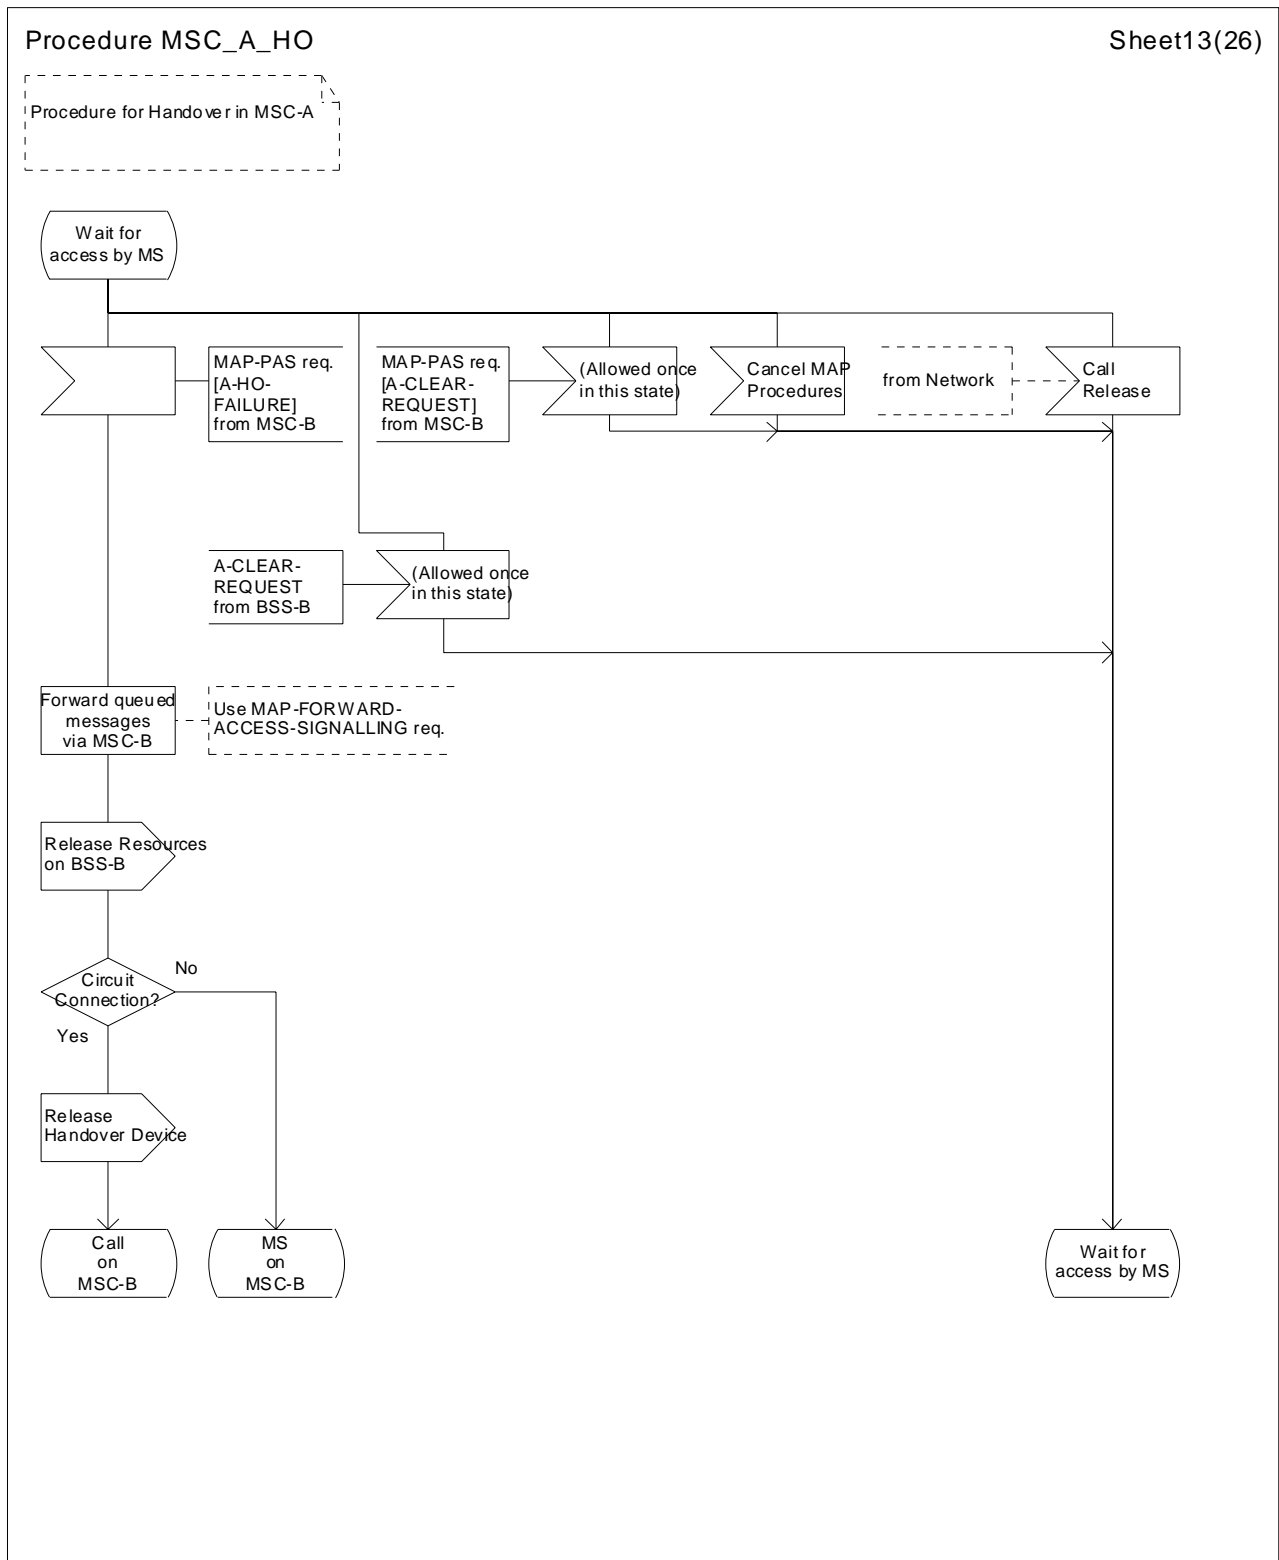 Procedure MSC_A_HO
Sheet13(26)
Procedure for Handover in MSC-A
Wait for
access by MS
MAP-PAS req.
[A-HO-
FAILURE]
from MSC-B
MAP-PAS req.
[A-CLEAR-
REQUEST]
from MSC-B
(Allowed once
in this state)
Cancel MAP
Procedures
from Network
Call
Release
A-CLEAR-
REQUEST
from BSS-B
(Allowed once
in this state)
Forward queued
messages
via MSC-B
Use MAP-FORWARD-
ACCESS-SIGNALLING req.
Release Resources
on BSS-B
Circuit
Connection?
No
Yes
Release
Handover Device
Call
on
MSC-B
MS
on
MSC-B
Wait for
access by MS